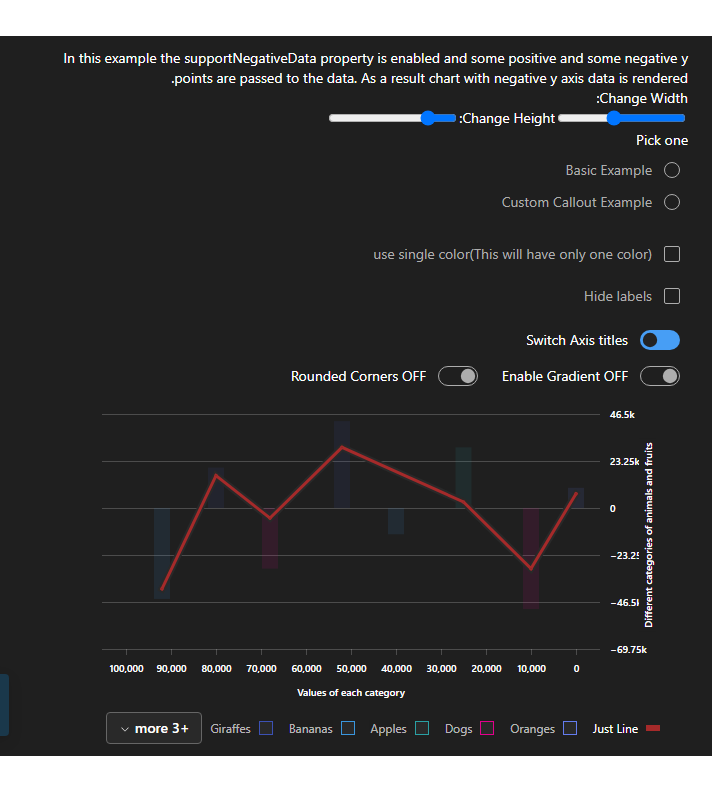 In this example the supportNegativeData property is enabled and some positive and some negative y
.points are passed to the data. As a result chart with negative y axis data is rendered
:Change Width
:Change Height
Pick one
Basic Example
Custom Callout Example
use single color(This will have only one color)
Hide labels
Switch Axis titles
Rounded Corners OFF Enable Gradient OFF
46.5k
23.25k
0
−23.25
−46.5
−69.75k
Different categories of animals and fruits
100,000 90,000 80,000 70,000 60,000 50,000 40,000 30,000 20,000 10,000 0
Values of each category
more 3+ Giraffes Bananas Apples Dogs Oranges Just Line